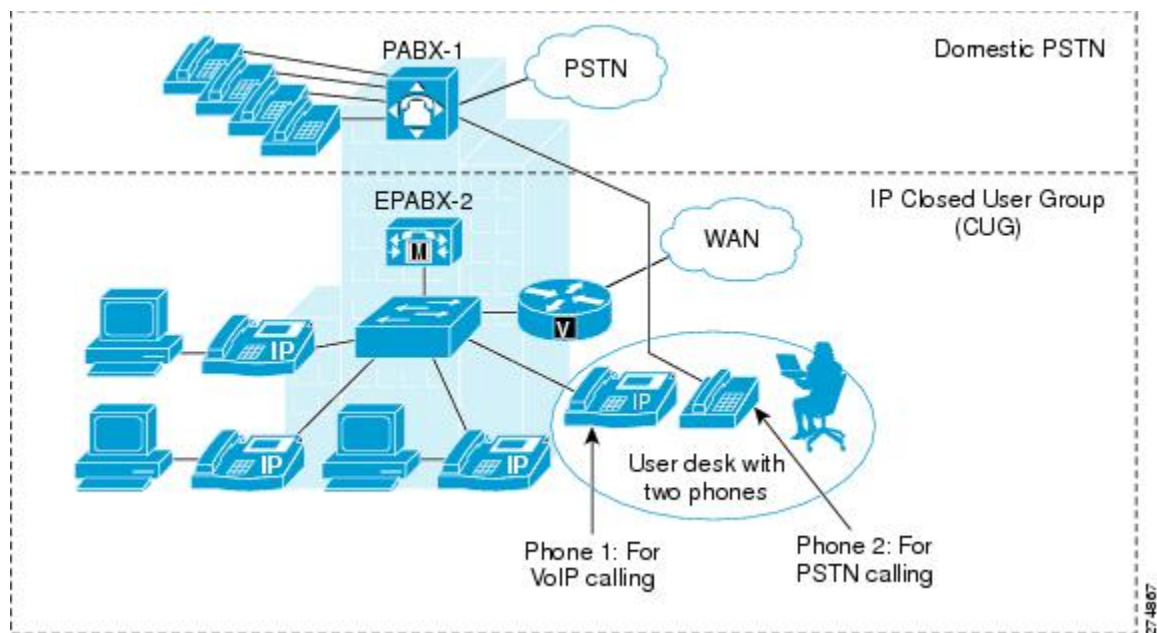 PABX-1
PSTN
Domestic PSTN
EPABX-2
M
IP Closed User Group
(CUG)
WAN
V
IP
IP
IP
IP
User desk with
two phones
Phone 1: For
VoIP calling
Phone 2: For
PSTN calling
274867